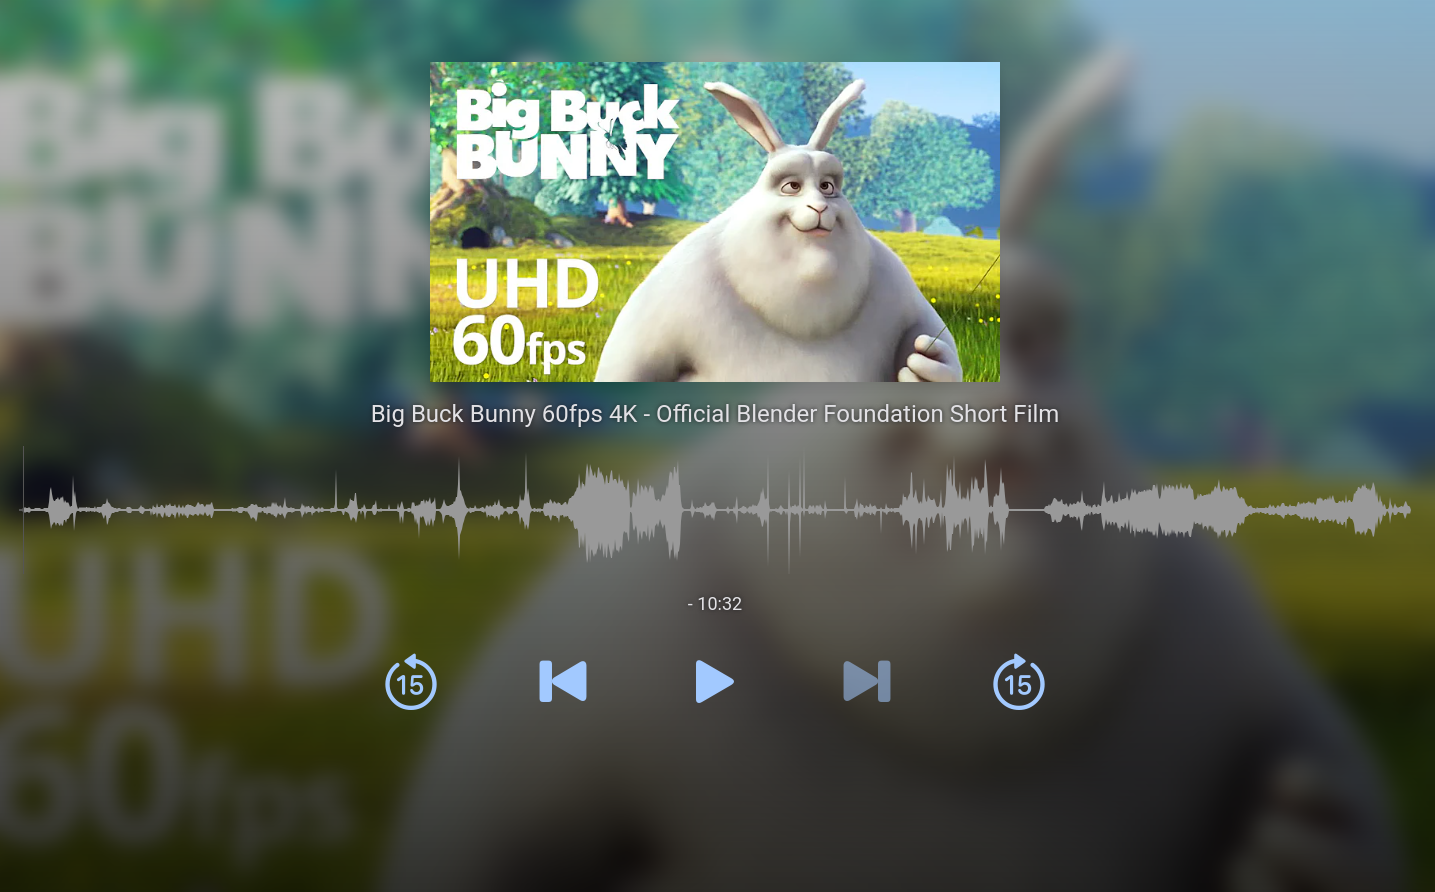 Big Buck
BUNNY
UHD
60fps
Big Buck Bunny 60fps 4K - Official Blender Foundation Short Film
- 10:32
15
15